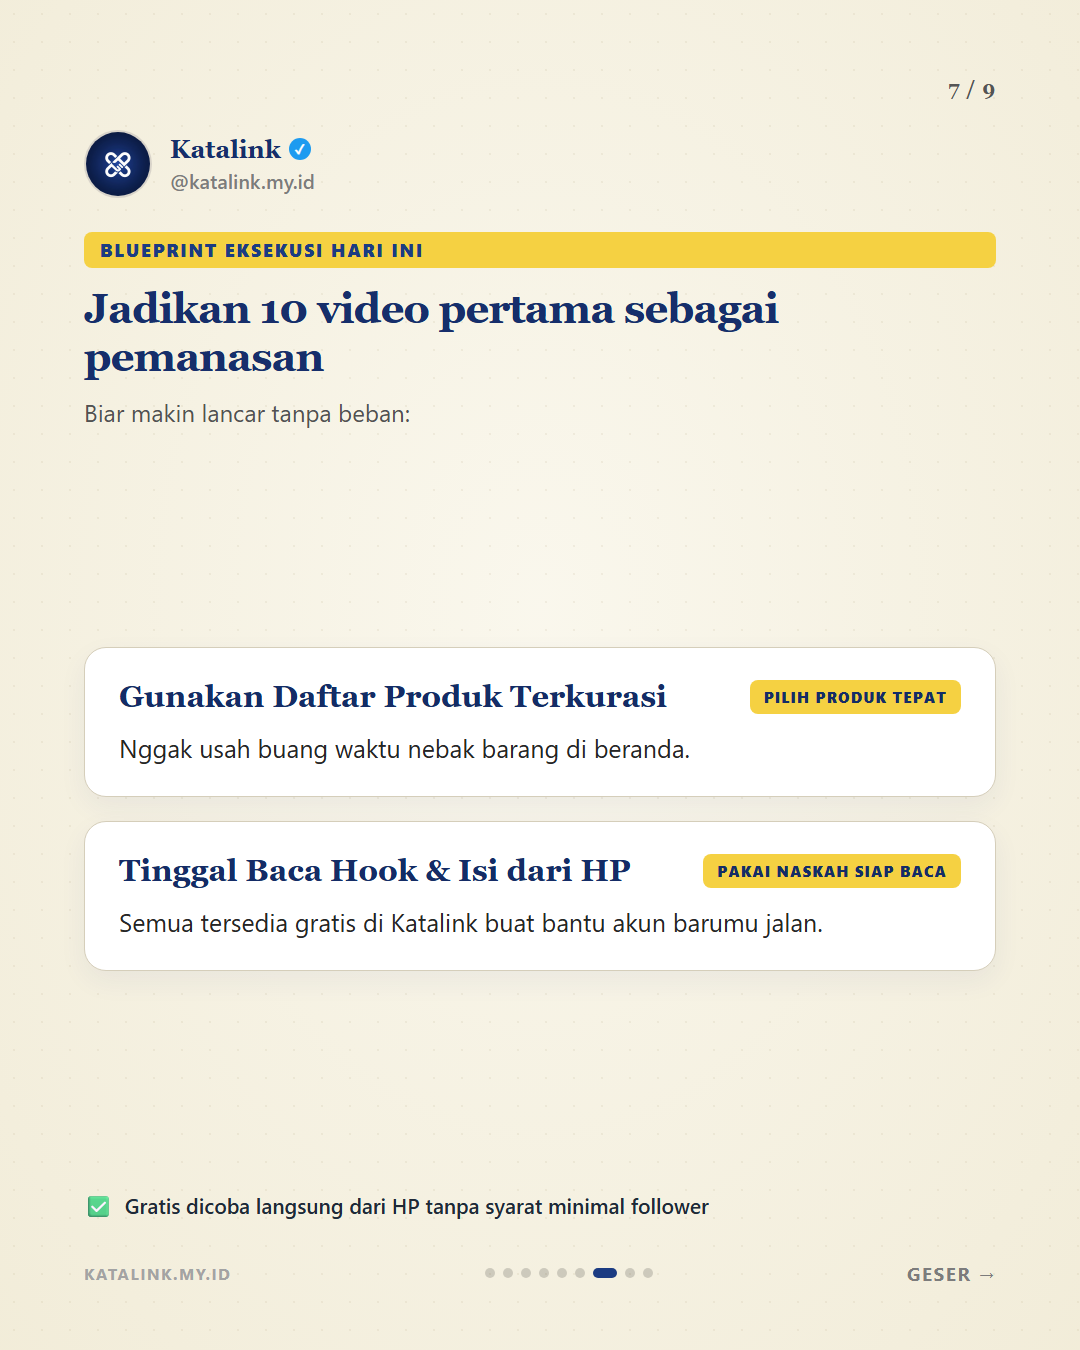 7 / 9
Katalink
@katalink.my.id
BLUEPRINT EKSEKUSI HARI INI
Jadikan 10 video pertama sebagai
pemanasan
Biar makin lancar tanpa beban:
Gunakan Daftar Produk Terkurasi
PILIH PRODUK TEPAT
Nggak usah buang waktu nebak barang di beranda.
Tinggal Baca Hook & Isi dari HP
PAKAI NASKAH SIAP BACA
Semua tersedia gratis di Katalink buat bantu akun barumu jalan.
✅ Gratis dicoba langsung dari HP tanpa syarat minimal follower
KATALINK.MY.ID
GESER →